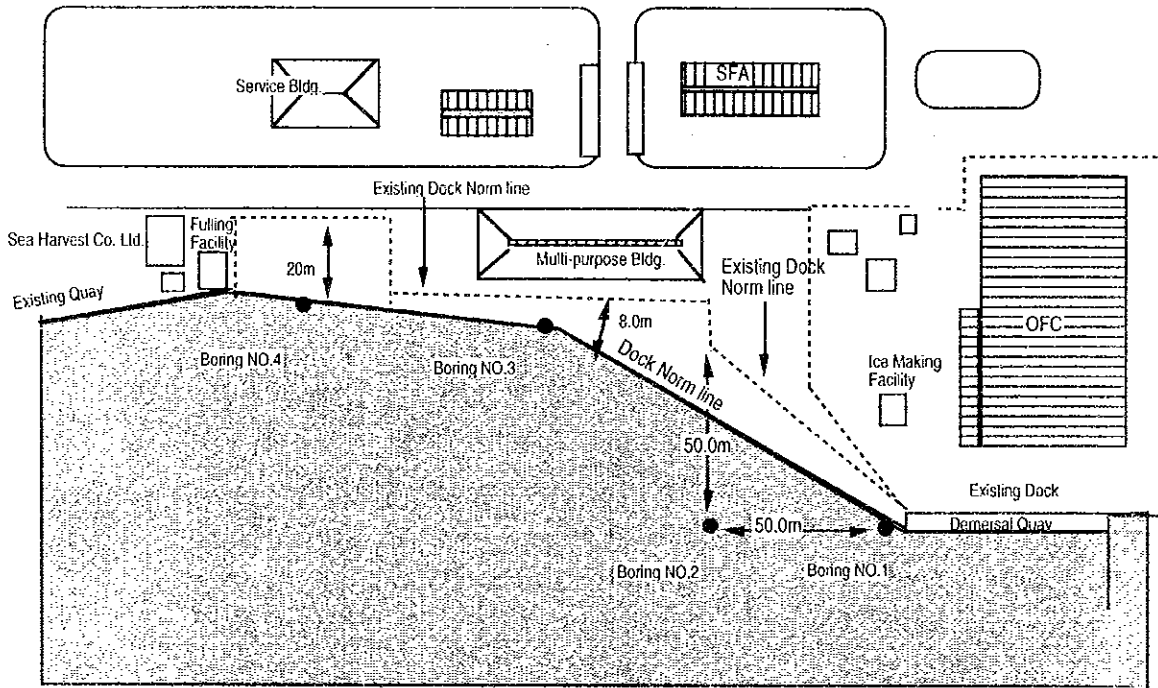 Service Bldg.
SFA
Existing Dock Norm line
Sea Harvest Co. Ltd.
Fulling
Facility
20m
Multi-purpose Bldg.
Existing Dock
Norm line
Existing Quay
8.0m
OFC
Boring NO.4
Boring NO.3
Dock Norm line
Ica Making
Facility
50.0m
Existing Dock
50.0m
Demersal Quay
Boring NO.2
Boring NO.1